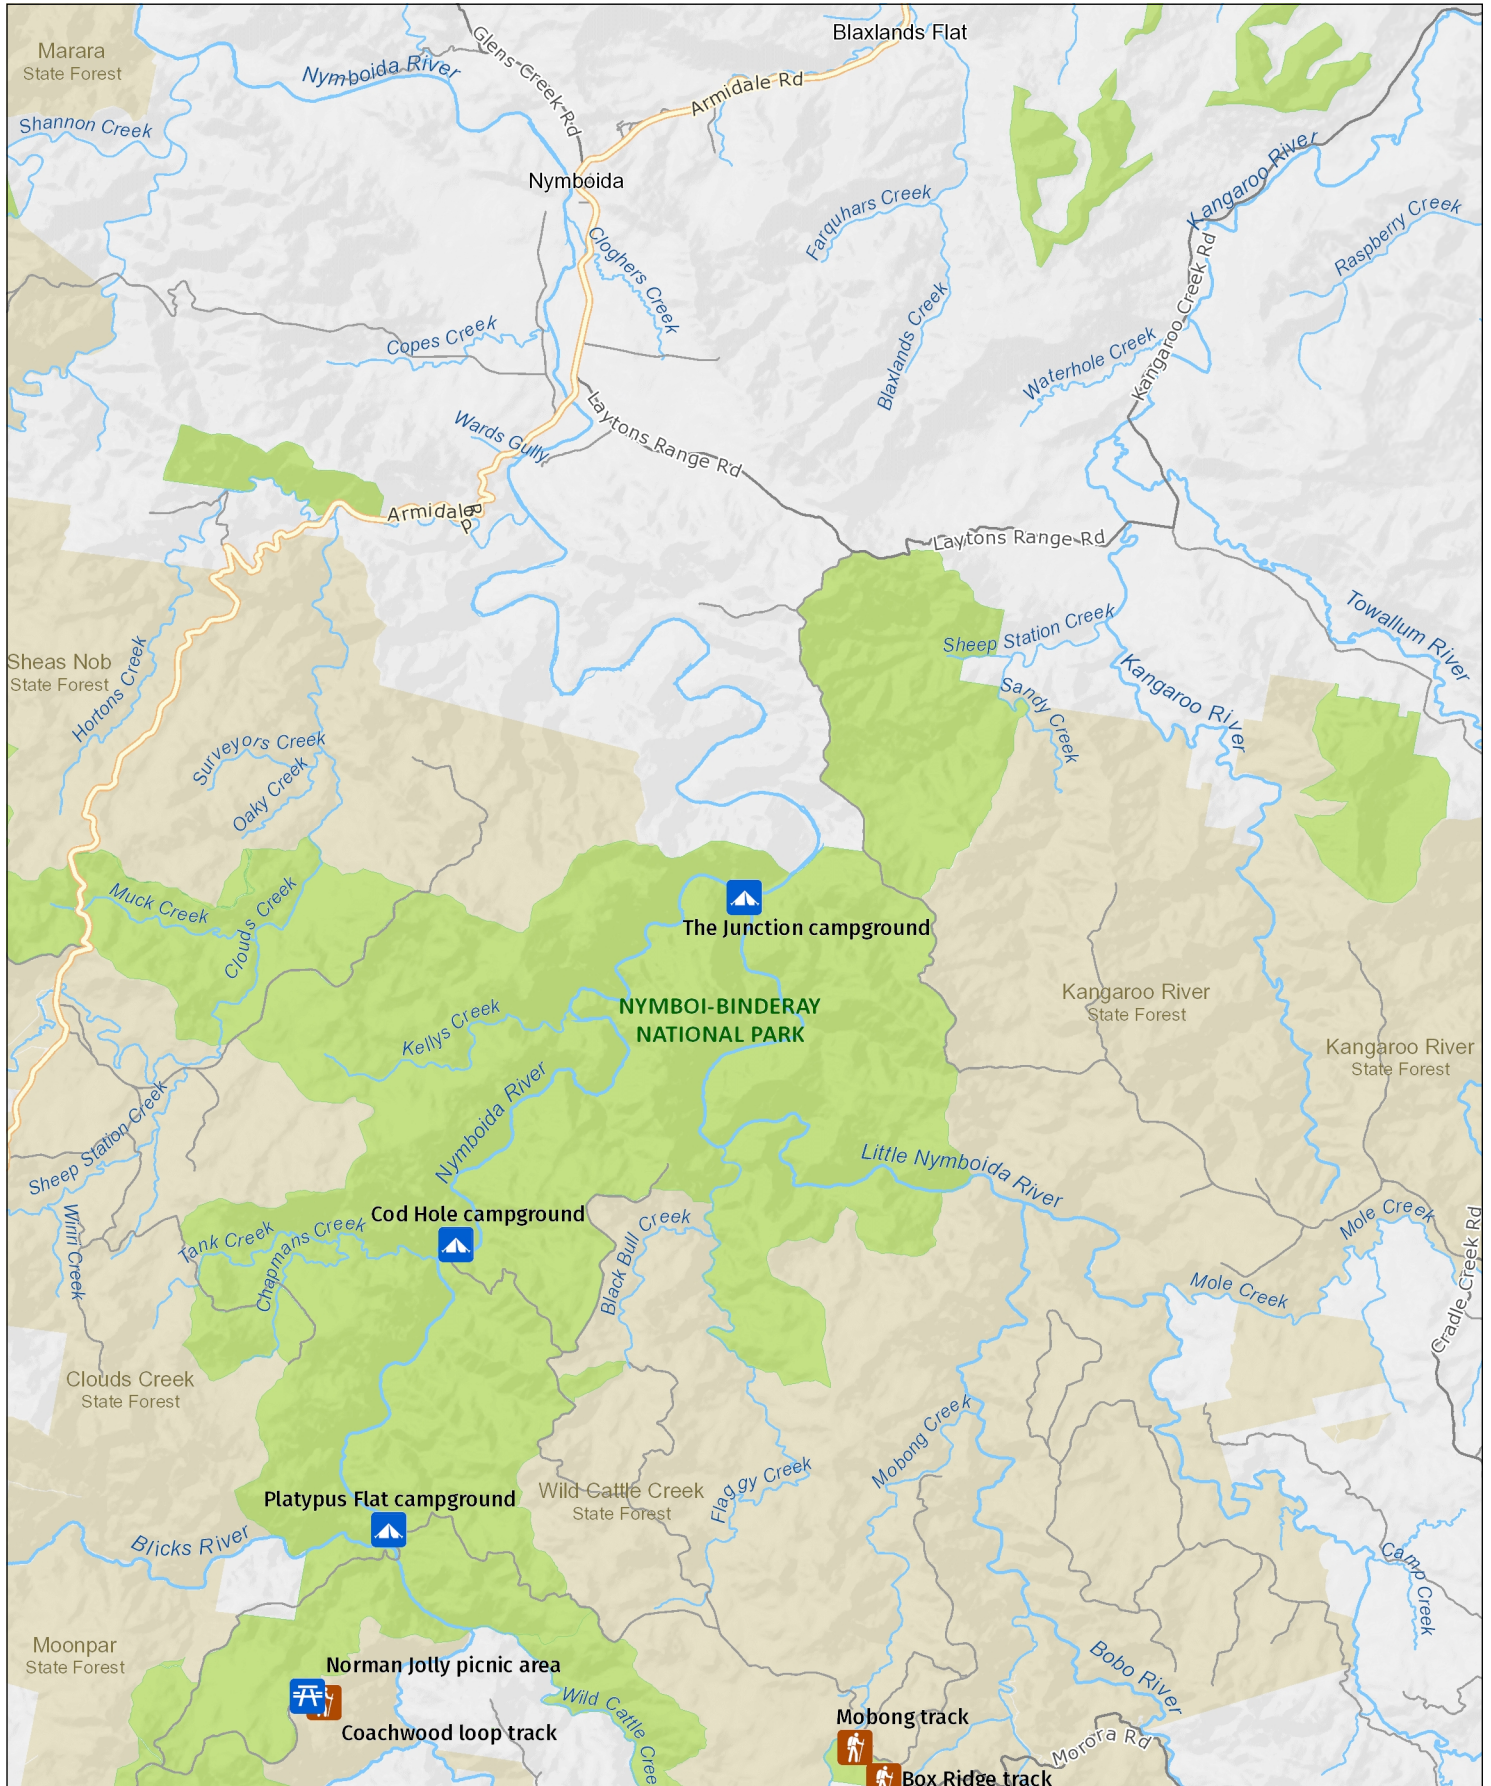 Blaxlands Flat
Glens Creek Rd
Marara
State Forest
Nymboida River
Armidale Rd
Shannon Creek
Kangaroo River
Nymboida
Farquhars Creek
Raspberry Creek
Cloghers Creek
Kangaroo Creek Rd
Copes Creek
Blaxlands Creek
Waterhole Creek
Wards Gully
Laytons Range Rd
Armidale Rd
Laytons Range Rd
Towallum River
Sheep Station Creek
Sheas Nob
State Forest
Hortons Creek
Sandy Creek
Kangaroo River
Surveyors Creek
Oaky Creek
Muck Creek
Clouds Creek
The Junction campground
Kangaroo River
State Forest
NYMBOI-BINDERAY
NATIONAL PARK
Kellys Creek
Kangaroo River
State Forest
Nymboida River
Sheep Station Creek
Little Nymboida River
Wiriri Creek
Cod Hole campground
Tank Creek
Chapmans Creek
Black Bull Creek
Mole Creek
Mole Creek
Cradle Creek Rd
Clouds Creek
State Forest
Mobong Creek
Flaggy Creek
Wild Cattle Creek
State Forest
Platypus Flat campground
Blicks River
Camp Creek
Moonpar
State Forest
Norman Jolly picnic area
Bobo River
Wild Cattle Cree
Coachwood loop track
Mobong track
Morora Rd
Box Ridge track